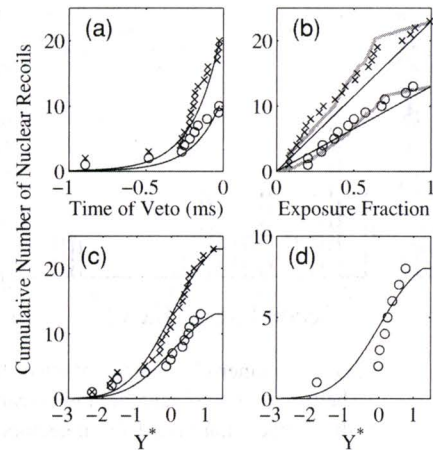 Cumulative Number of Nuclear Recoils
(a)
20
10
0
−1 −0.5 0
Time of Veto (ms)
(b)
20
10
0
0 0.5 1
Exposure Fraction
(c)
20
10
0
−3 −2 −1 0 1
Y*
(d)
10
5
0
−3 −2 −1 0 1
Y*